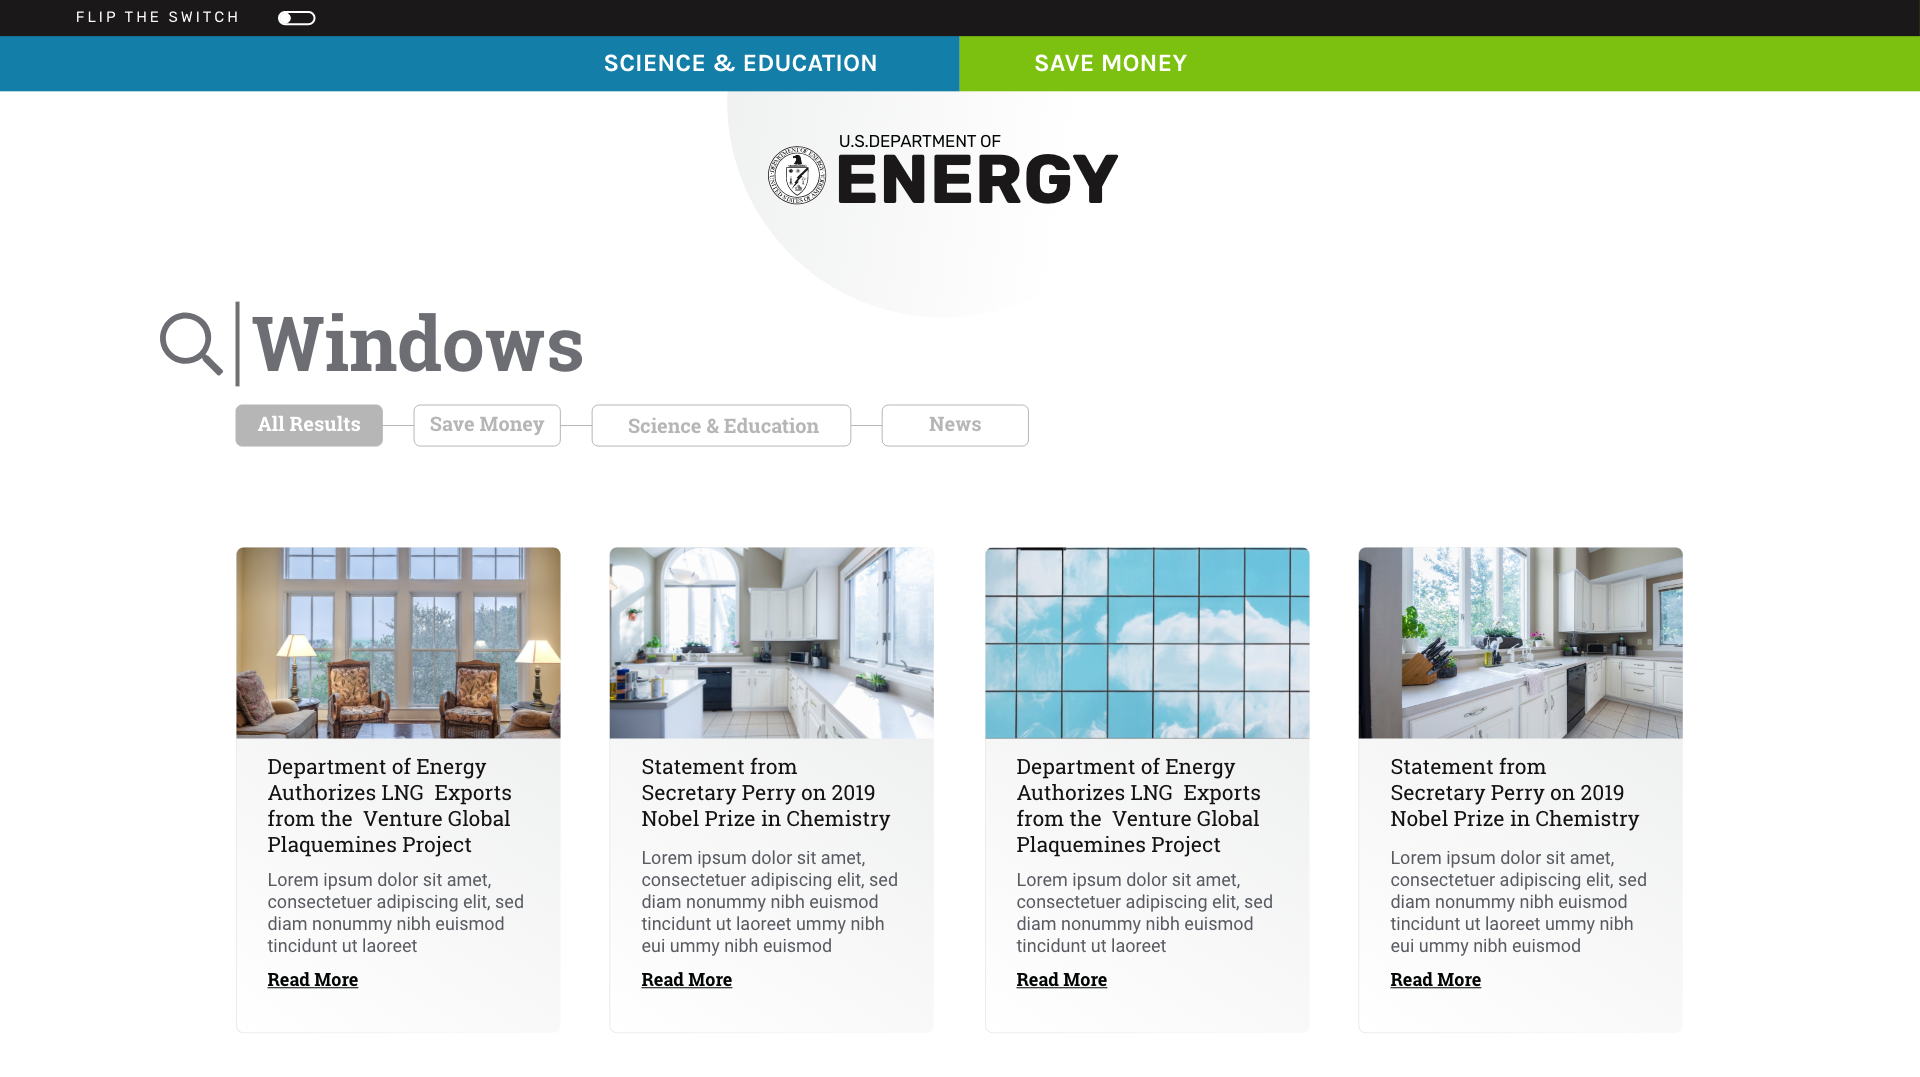 FLIP THE SWITCH
SCIENCE & EDUCATION
SAVE MONEY
U.S.DEPARTMENT OF
ENERGY
Windows
All Results
Save Money
Science & Education
News
Department of Energy
Authorizes LNG Exports
from the Venture Global
Plaquemines Project
Lorem ipsum dolor sit amet,
consectetuer adipiscing elit, sed
diam nonummy nibh euismod
tincidunt ut laoreet
Read More
Statement from
Secretary Perry on 2019
Nobel Prize in Chemistry
Lorem ipsum dolor sit amet,
consectetuer adipiscing elit, sed
diam nonummy nibh euismod
tincidunt ut laoreet ummy nibh
eui ummy nibh euismod
Read More
Department of Energy
Authorizes LNG Exports
from the Venture Global
Plaquemines Project
Lorem ipsum dolor sit amet,
consectetuer adipiscing elit, sed
diam nonummy nibh euismod
tincidunt ut laoreet
Read More
Statement from
Secretary Perry on 2019
Nobel Prize in Chemistry
Lorem ipsum dolor sit amet,
consectetuer adipiscing elit, sed
diam nonummy nibh euismod
tincidunt ut laoreet ummy nibh
eui ummy nibh euismod
Read More